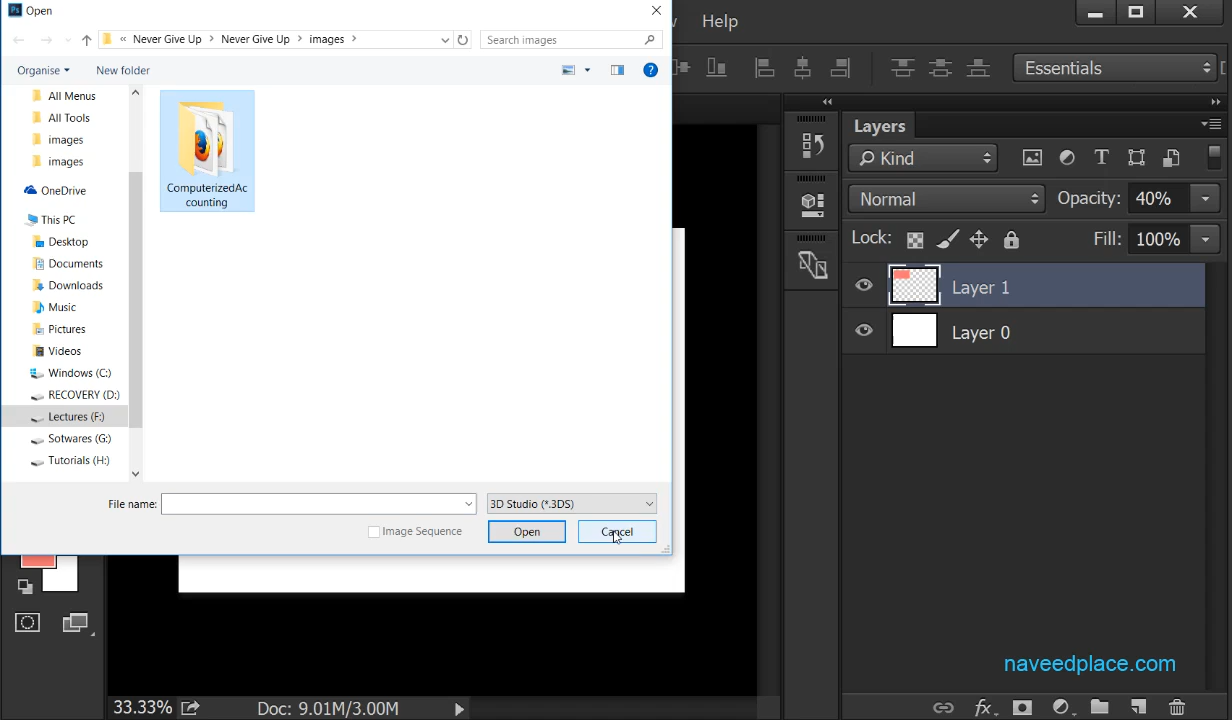 Open
Help
« Never Give Up > Never Give Up > images >
Search images
Organise
New folder
Essentials
All Menus
All Tools
images
images
OneDrive
This PC
Desktop
Documents
Downloads
Music
Pictures
Videos
Windows (C:)
RECOVERY (D:)
Lectures (F:)
Sotwares (G:)
Tutorials (H:)
ComputerizedAc
counting
File name:
3D Studio (*.3DS)
Image Sequence
Open
Cancel
Layers
Kind
Normal
Opacity: 40%
Lock:
Fill: 100%
Layer 1
Layer 0
naveedplace.com
33.33%
Doc: 9.01M/3.00M